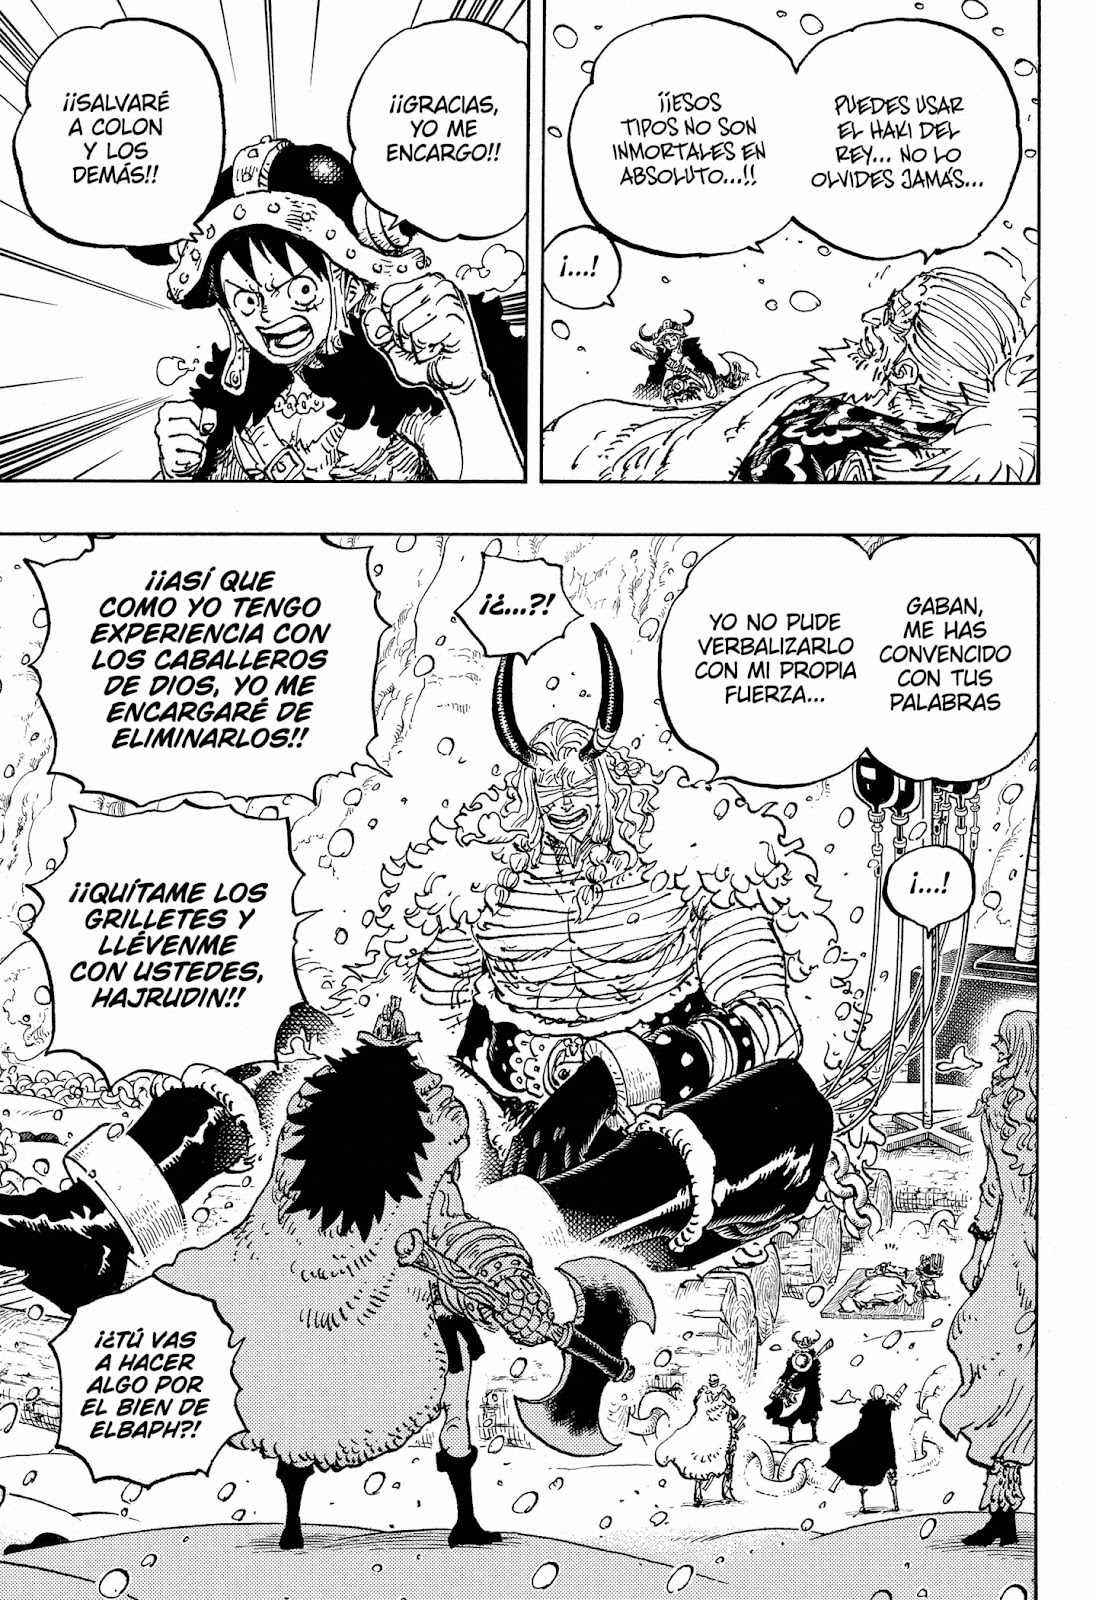 PUEDES USAR
EL HAKI DEL
REY... NO LO
OLVIDES JAMÁS...
¡¡ESOS
TIPOS NO SON
INMORTALES EN
ABSOLUTO...!!
¡...!
¡¡GRACIAS,
YO ME
ENCARGO!!
¡¡SALVARÉ
A COLON
Y LOS
DEMÁS!!
GABAN,
ME HAS
CONVENCIDO
CON TUS
PALABRAS
YO NO PUDE
VERBALIZARLO
CON MI PROPIA
FUERZA...
¡...!
¡¿...?!
¡¡ASÍ QUE
COMO YO TENGO
EXPERIENCIA CON
LOS CABALLEROS
DE DIOS, YO ME
ENCARGARÉ DE
ELIMINARLOS!!
¡¡QUÍTAME LOS
GRILLETES Y
LLÉVENME
CON USTEDES,
HAJRUDIN!!
¡¿TÚ VAS
A HACER
ALGO POR
EL BIEN DE
ELBAPH?!